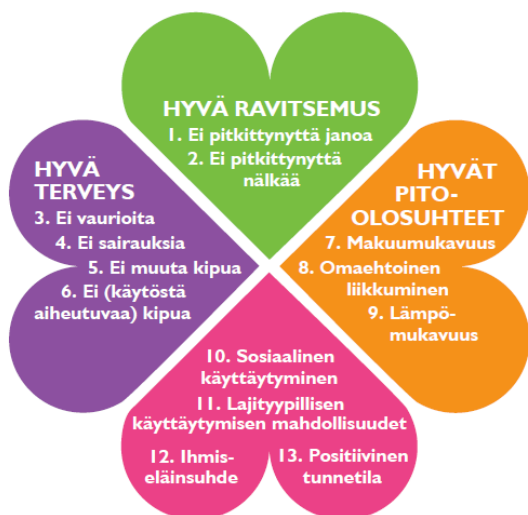 HYVÄ RAVITSEMUS
1. Ei pitkittynyttä janoa
2. Ei pitkittynyttä
nälkää
HYVÄ
TERVEYS
3. Ei vaurioita
4. Ei sairauksia
5. Ei muuta kipua
6. Ei (käytöstä
aiheutuvaa) kipua
HYVÄT
PITO-
OLOSUHTEET
7. Makuumukavuus
8. Omaehtoinen
liikkuminen
9. Lämpö-
mukavuus
10. Sosiaalinen
käyttäytyminen
11. Lajityypillisen
käyttäytymisen mahdollisuudet
12. Ihmis-
eläinsuhde
13. Positiivinen
tunnetila